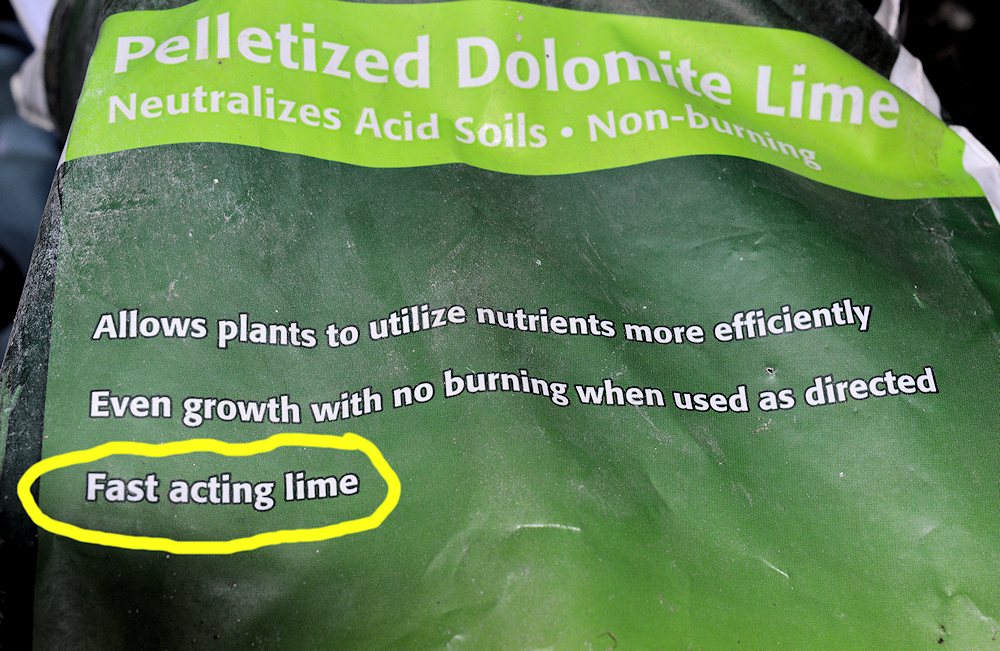 Pelletized Dolomite Lime
Neutralizes Acid Soils • Non-burning
Allows plants to utilize nutrients more efficiently
Even growth with no burning when used as directed
Fast acting lime